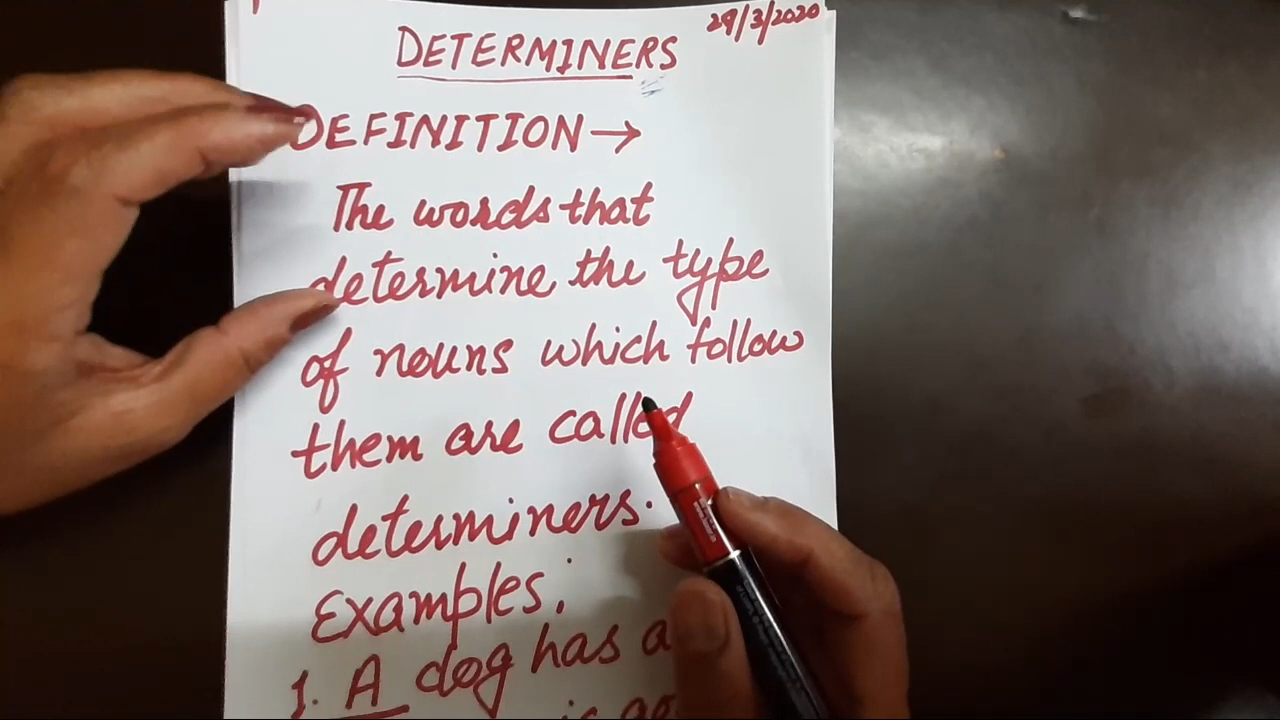 29/3/2020
DETERMINERS
DEFINITION →
The words that
determine the type
of nouns which follow
them are called
determiners.
Examples:
1. A dog has a
is